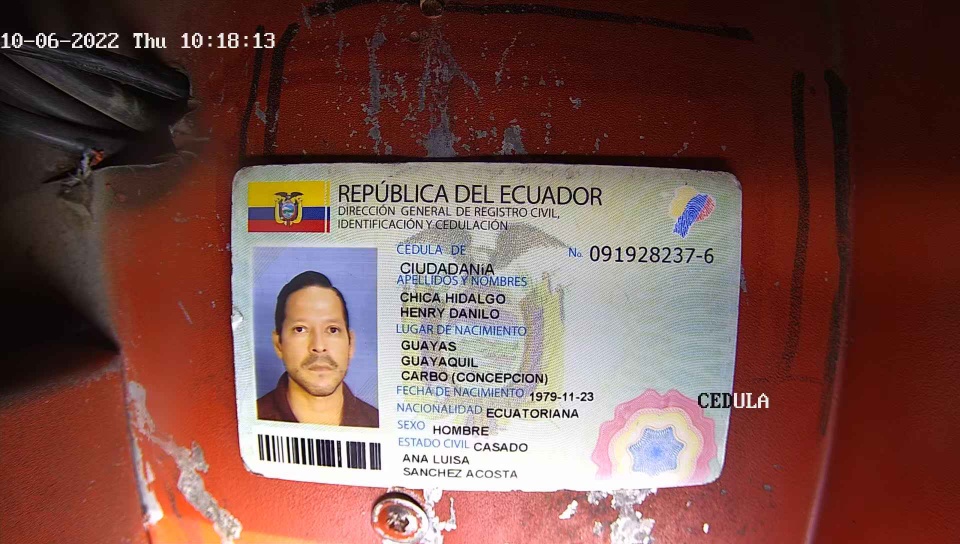 10-06-2022 Thu 10:18:13
REPÚBLICA DEL ECUADOR
DIRECCIÓN GENERAL DE REGISTRO CIVIL,
IDENTIFICACIÓN Y CEDULACIÓN
CÉDULA DE No. 091928237-6
CIUDADANíA
APELLIDOS Y NOMBRES
CHICA HIDALGO
HENRY DANILO
LUGAR DE NACIMIENTO
GUAYAS
GUAYAQUIL
CARBO (CONCEPCION)
FECHA DE NACIMIENTO 1979-11-23
NACIONALIDAD ECUATORIANA
SEXO HOMBRE
ESTADO CIVIL CASADO
ANA LUISA
SANCHEZ ACOSTA
CEDULA